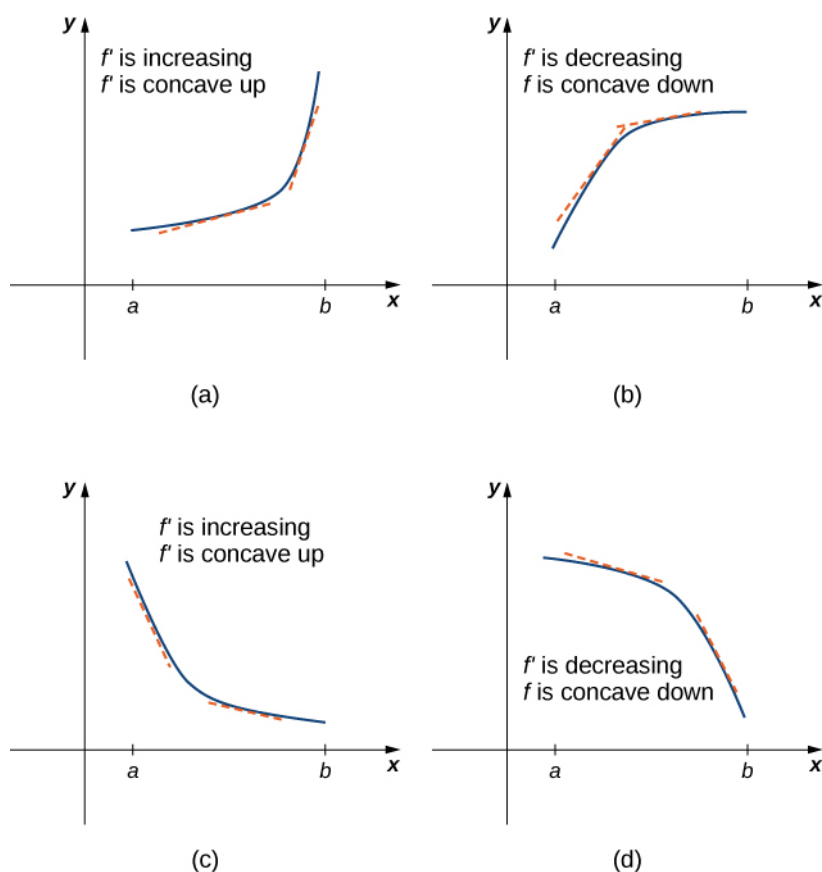 y
f' is increasing
f' is concave up
a
b
x
(a)
y
f' is decreasing
f is concave down
a
b
x
(b)
y
f' is increasing
f' is concave up
a
b
x
(c)
y
f' is decreasing
f is concave down
a
b
x
(d)